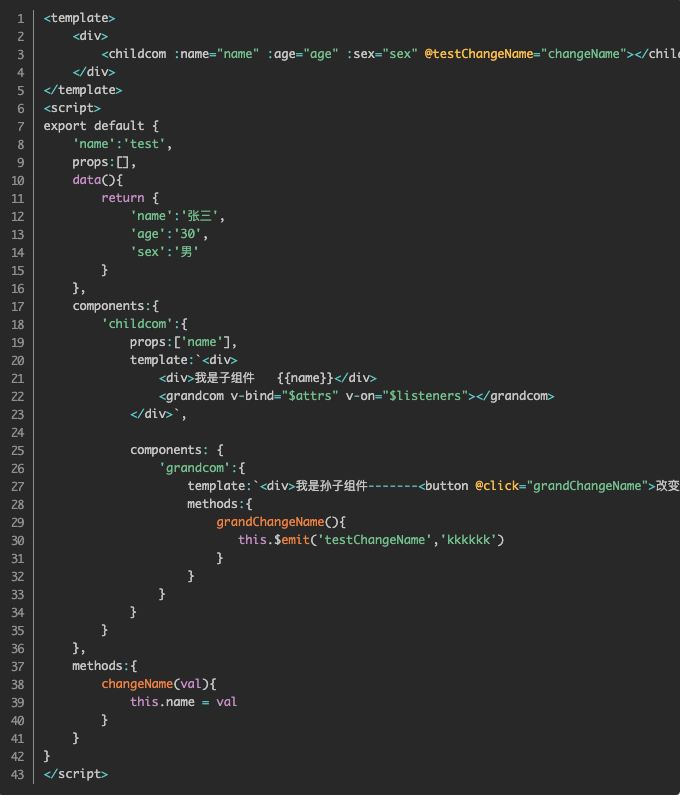 1 <template>
2     <div>
3         <childcom :name="name" :age="age" :sex="sex" @testChangeName="changeName"></chil
4     </div>
5 </template>
6 <script>
7 export default {
8     'name':'test',
9     props:[],
10     data(){
11         return {
12             'name':'张三',
13             'age':'30',
14             'sex':'男'
15         }
16     },
17     components:{
18         'childcom':{
19             props:['name'],
20             template:`<div>
21                 <div>我是子组件   {{name}}</div>
22                 <grandcom v-bind="$attrs" v-on="$listeners"></grandcom>
23             </div>`,
24
25             components: {
26                 'grandcom':{
27                     template:`<div>我是孙子组件-------<button @click="grandChangeName">改变
28                     methods:{
29                         grandChangeName(){
30                            this.$emit('testChangeName','kkkkkk')
31                         }
32                     }
33                 }
34             }
35         }
36     },
37     methods:{
38         changeName(val){
39             this.name = val
40         }
41     }
42 }
43 </script>